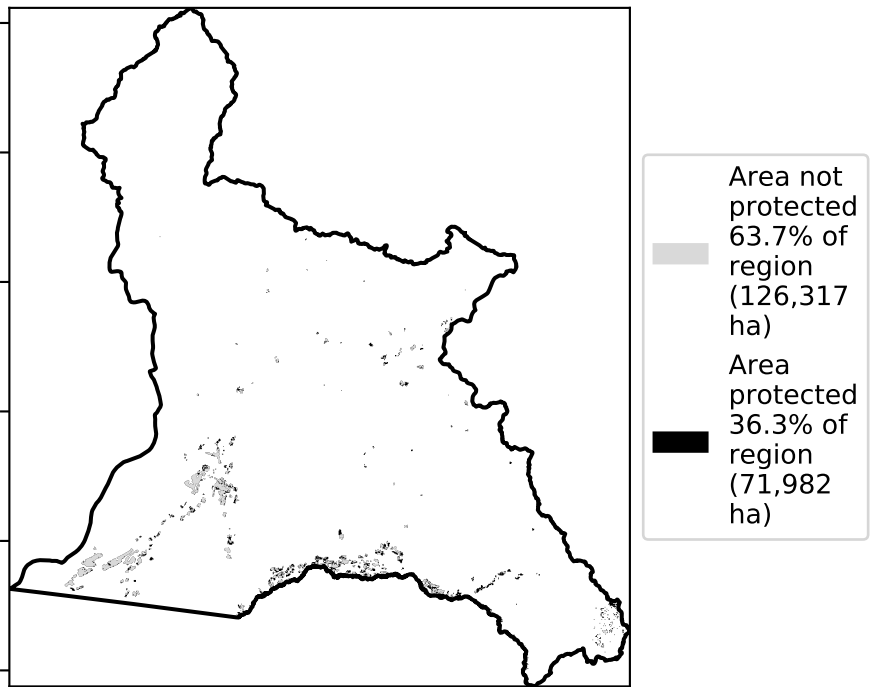 Area not
protected
63.7% of
region
(126,317
ha)
Area
protected
36.3% of
region
(71,982
ha)